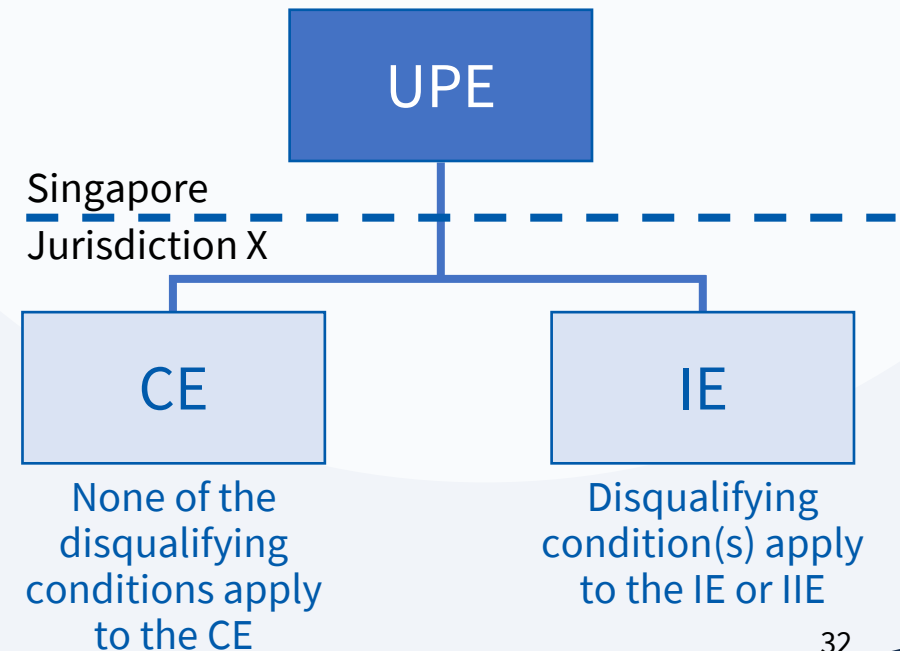 UPE
Singapore
Jurisdiction X
CE
IE
None of the
disqualifying
conditions apply
to the CE
Disqualifying
condition(s) apply
to the IE or IIE
32